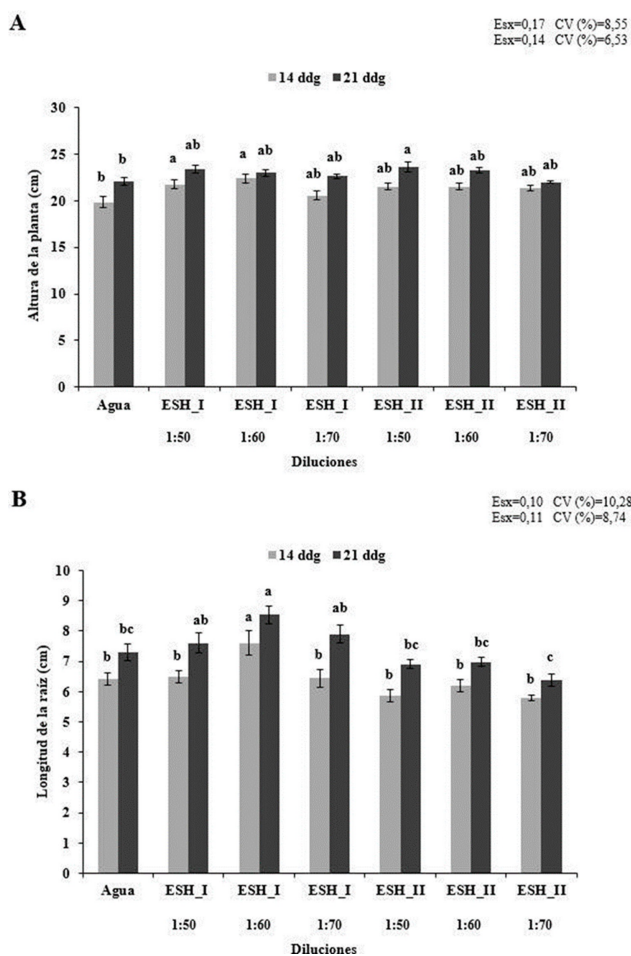 A
Esx=0,17 CV (%)=8,55
Esx=0,14 CV (%)=6,53
14 ddg 21 ddg
Altura de la planta (cm)
30
25
20
15
10
5
0
b b a ab a ab ab ab ab a ab ab ab ab
Agua ESH_I ESH_I ESH_I ESH_II ESH_II ESH_II
1:50 1:60 1:70 1:50 1:60 1:70
Diluciones
B
Esx=0,10 CV (%)=10,28
Esx=0,11 CV (%)=8,74
14 ddg 21 ddg
Longitud de la raíz (cm)
10
9
8
7
6
5
4
3
2
1
0
b bc b ab a a b ab b bc b bc b c
Agua ESH_I ESH_I ESH_I ESH_II ESH_II ESH_II
1:50 1:60 1:70 1:50 1:60 1:70
Diluciones